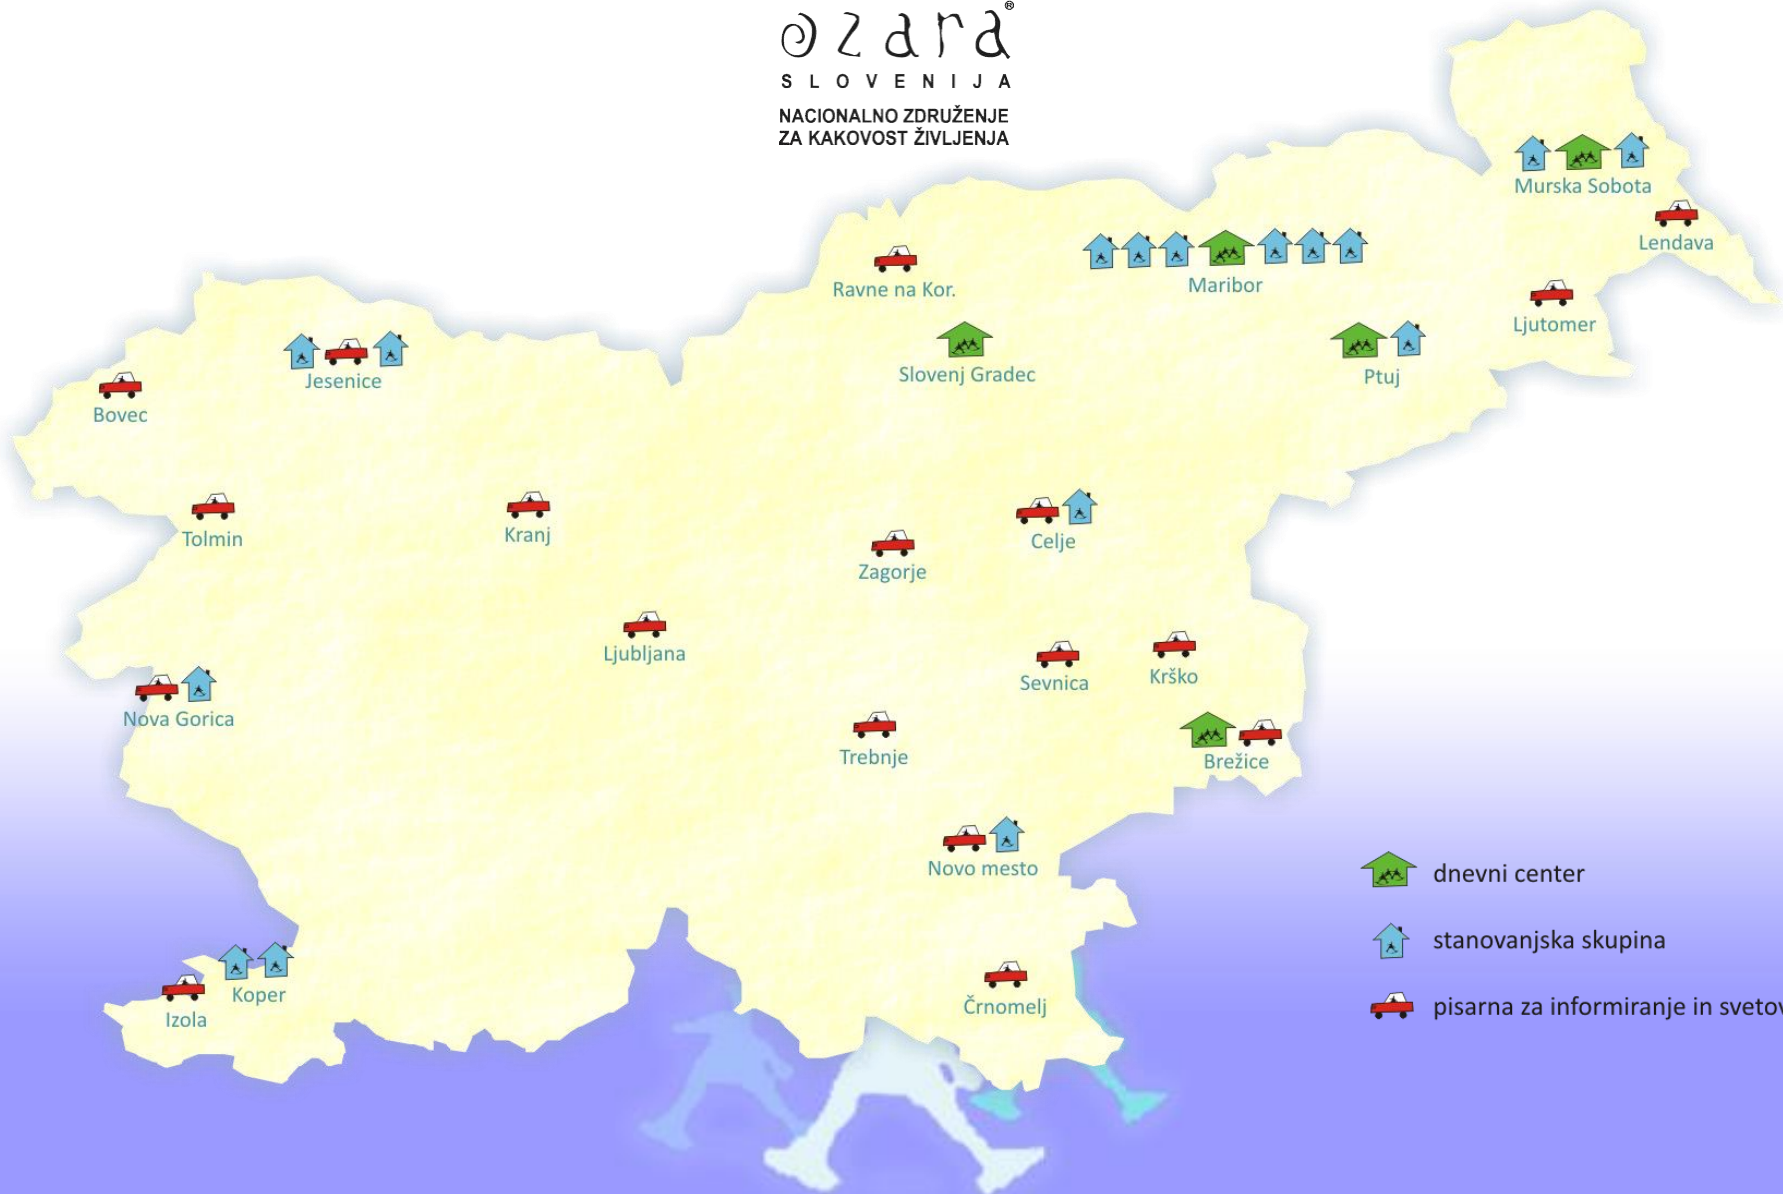 ozara®
SLOVENIJA
NACIONALNO ZDRUŽENJE
ZA KAKOVOST ŽIVLJENJA
Murska Sobota
Lendava
Ravne na Kor.
Maribor
Ljutomer
Jesenice
Slovenj Gradec
Ptuj
Bovec
Tolmin
Kranj
Celje
Zagorje
Ljubljana
Sevnica
Krško
Nova Gorica
Trebnje
Brežice
Novo mesto
dnevni center
stanovanjska skupina
Koper
Črnomelj
pisarna za informiranje in svetov
Izola